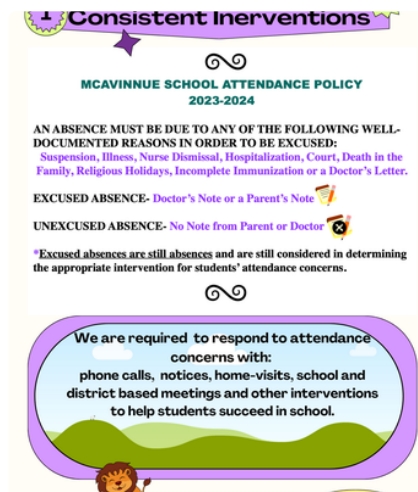 1 Consistent Inerventions
MCAVINNUE SCHOOL ATTENDANCE POLICY
2023-2024
AN ABSENCE MUST BE DUE TO ANY OF THE FOLLOWING WELL-
DOCUMENTED REASONS IN ORDER TO BE EXCUSED:
Suspension, Illness, Nurse Dismissal, Hospitalization, Court, Death in the
Family, Religious Holidays, Incomplete Immunization or a Doctor's Letter.
EXCUSED ABSENCE- Doctor's Note or a Parent's Note
UNEXCUSED ABSENCE- No Note from Parent or Doctor
*Excused absences are still absences and are still considered in determining
the appropriate intervention for students' attendance concerns.
We are required to respond to attendance
concerns with:
phone calls, notices, home-visits, school and
district based meetings and other interventions
to help students succeed in school.